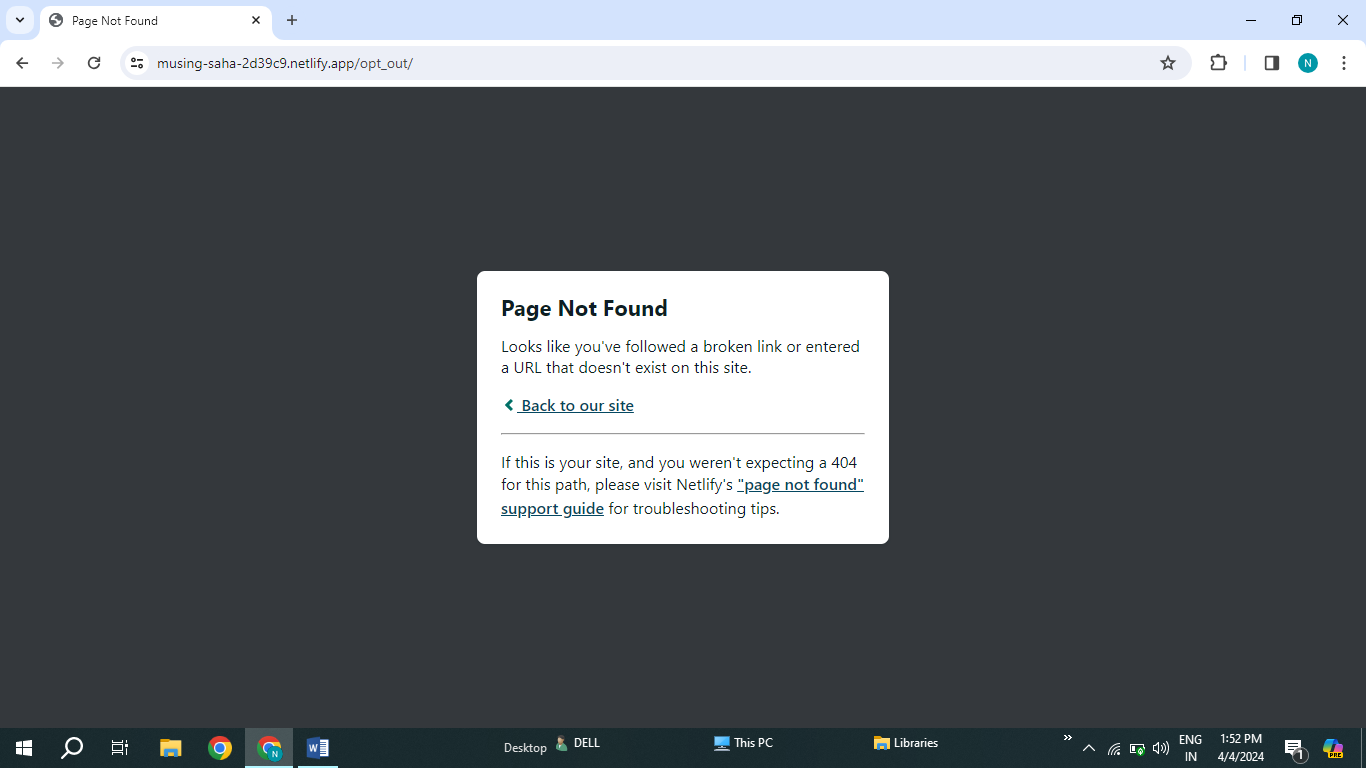 Page Not Found
musing-saha-2d39c9.netlify.app/opt_out/
N
Page Not Found
Looks like you've followed a broken link or entered
a URL that doesn't exist on this site.
Back to our site
If this is your site, and you weren't expecting a 404
for this path, please visit Netlify's "page not found"
support guide for troubleshooting tips.
N
W
Desktop
DELL
This PC
Libraries
ENG
IN
1:52 PM
4/4/2024
1
PRE